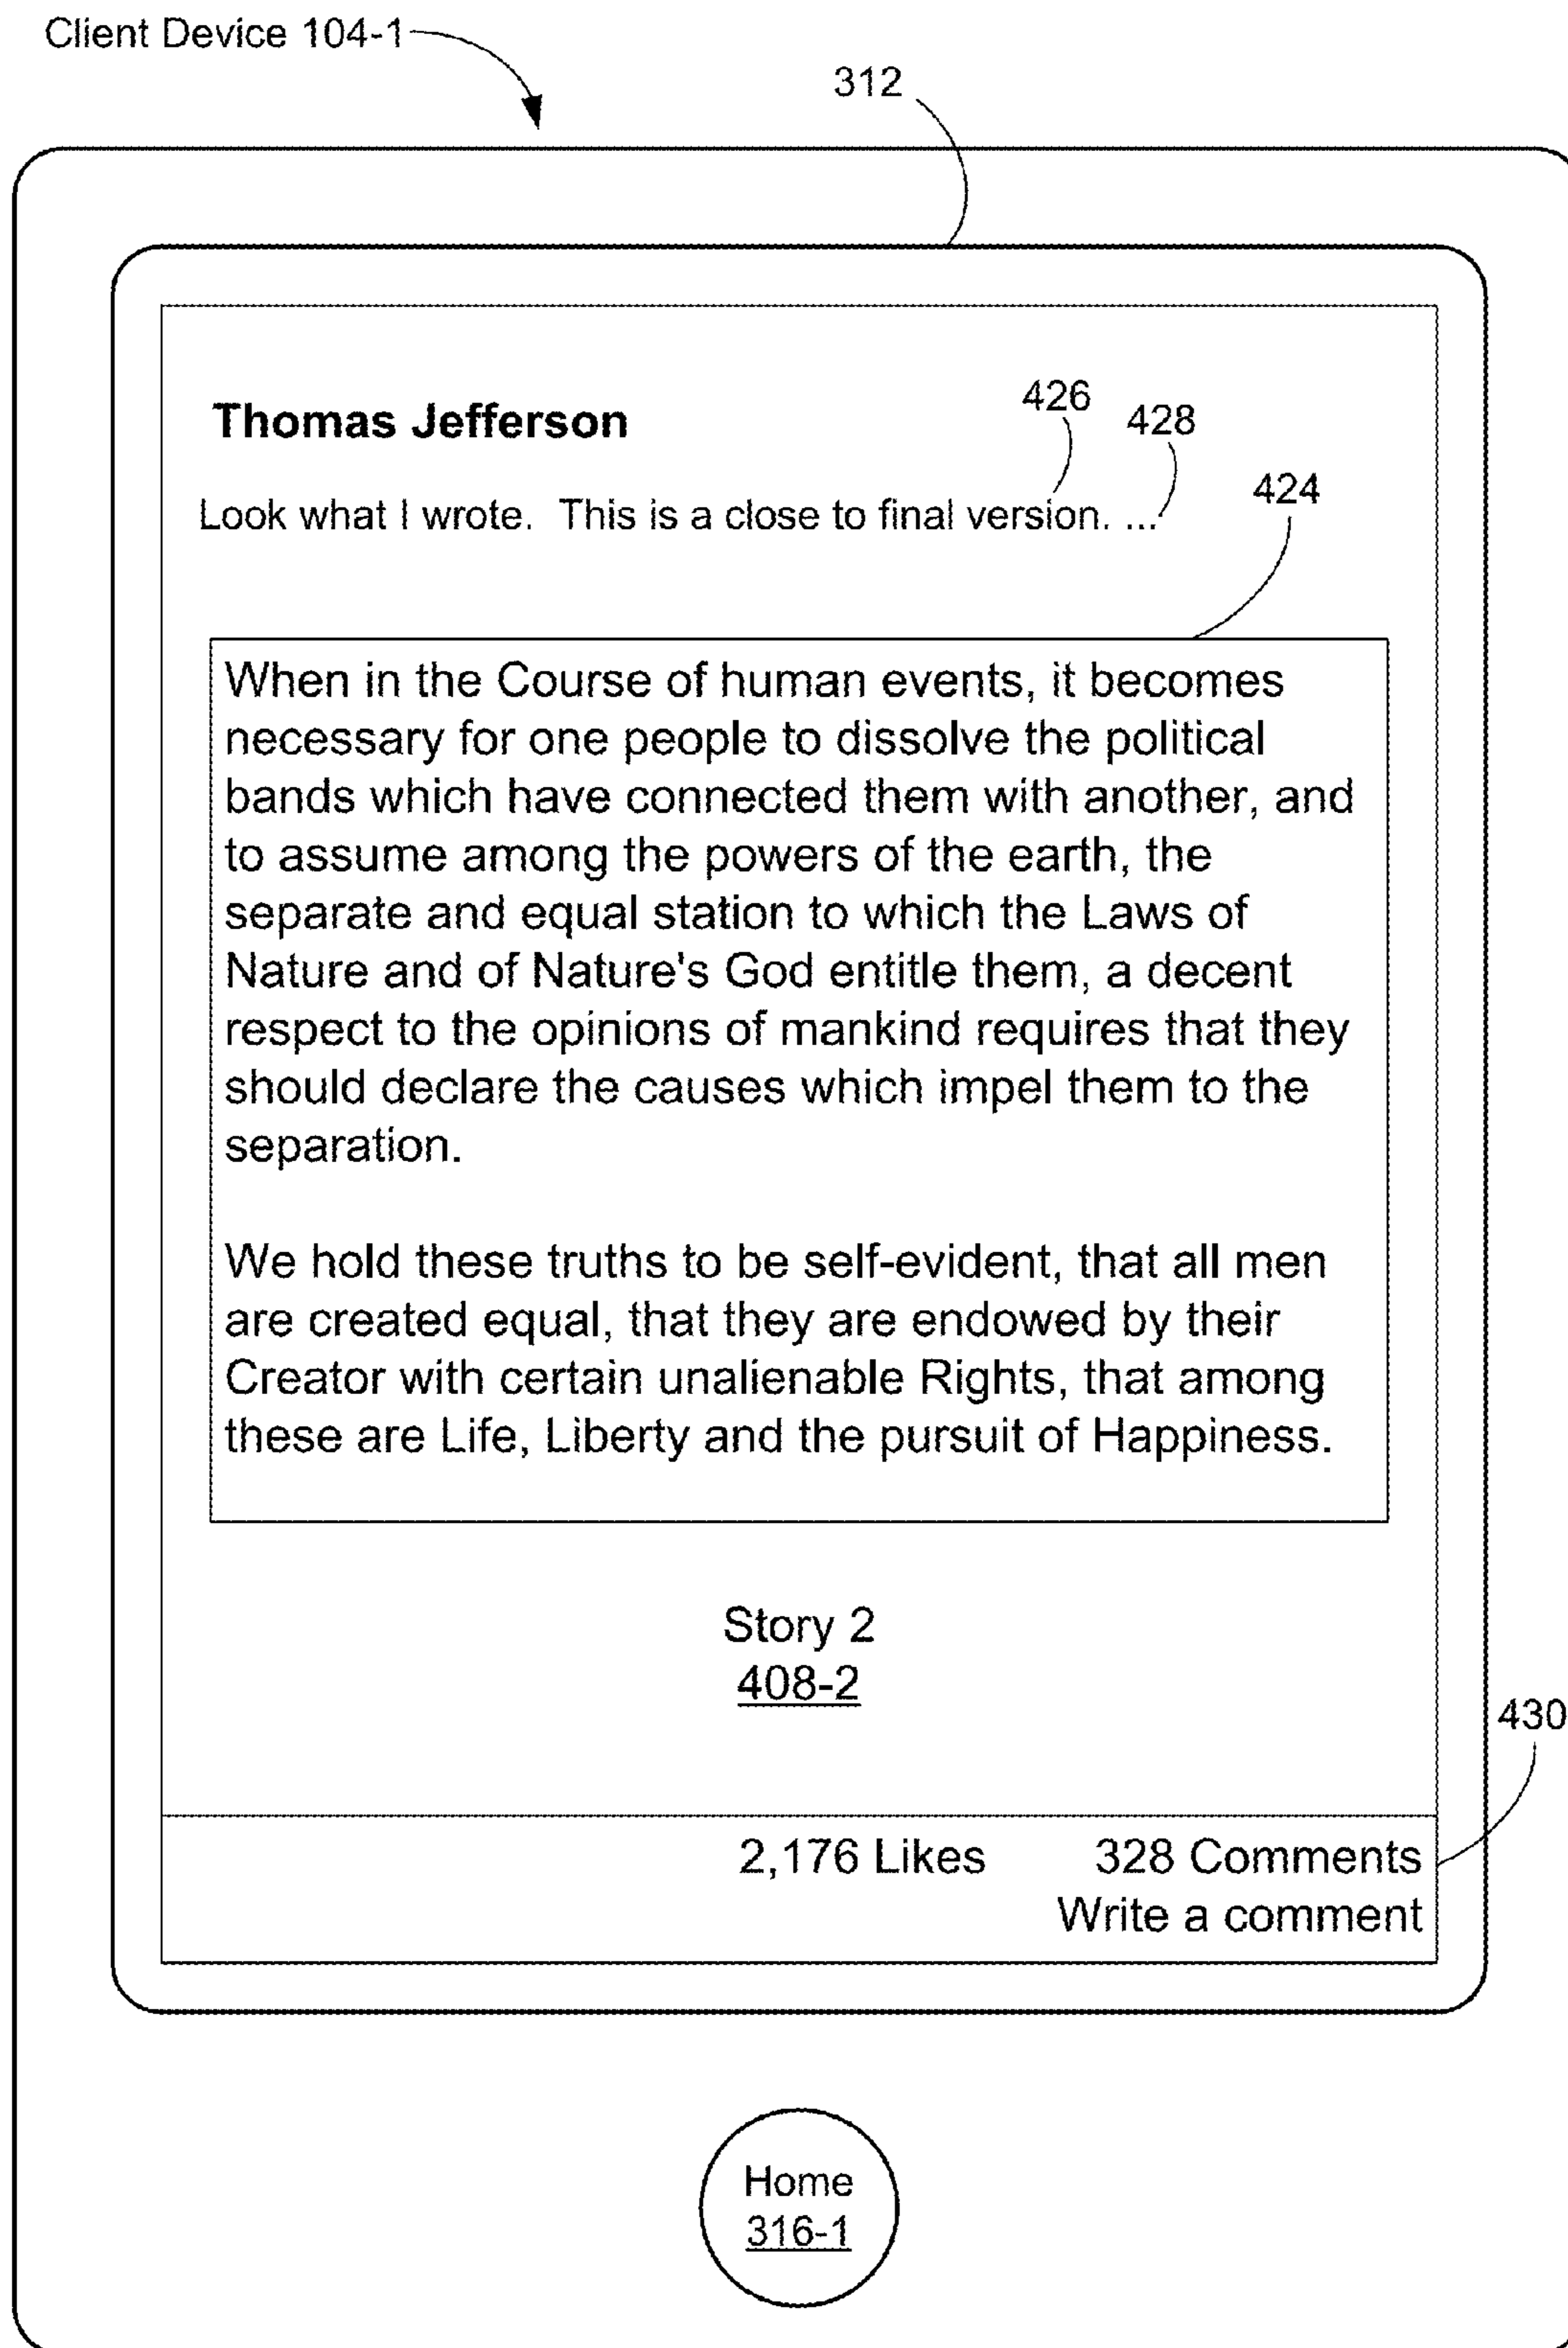 Client Device 104-1
312
426
428
Thomas Jefferson
424
Look what I wrote.  This is a close to final version. ...
When in the Course of human events, it becomes
necessary for one people to dissolve the political
bands which have connected them with another, and
to assume among the powers of the earth, the
separate and equal station to which the Laws of
Nature and of Nature's God entitle them, a decent
respect to the opinions of mankind requires that they
should declare the causes which impel them to the
separation.
We hold these truths to be self-evident, that all men
are created equal, that they are endowed by their
Creator with certain unalienable Rights, that among
these are Life, Liberty and the pursuit of Happiness.
Story 2
408-2
430
2,176 Likes 328 Comments
Write a comment
Home
316-1